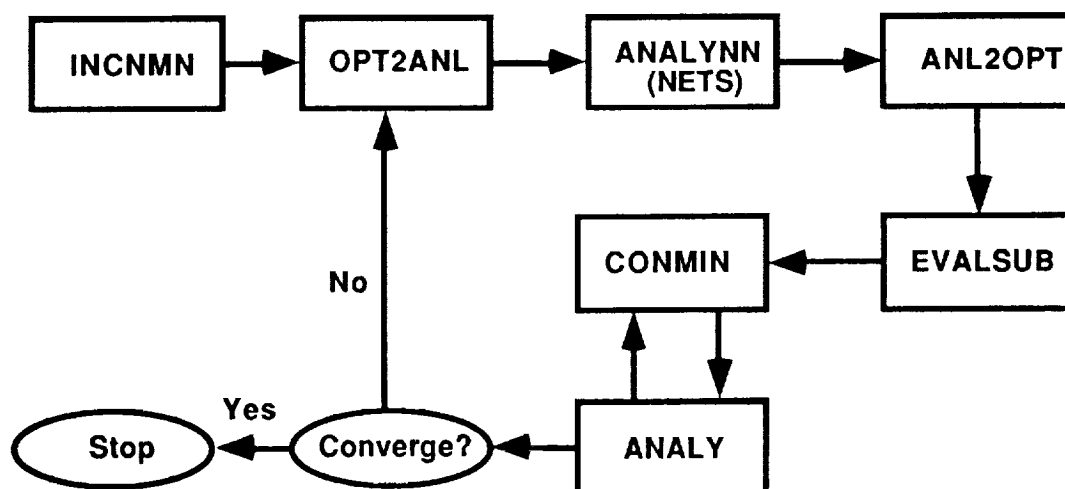 INCNMN
OPT2ANL
ANALYNN
(NETS)
ANL2OPT
CONMIN
EVALSUB
No
Yes
Stop
Converge?
ANALY